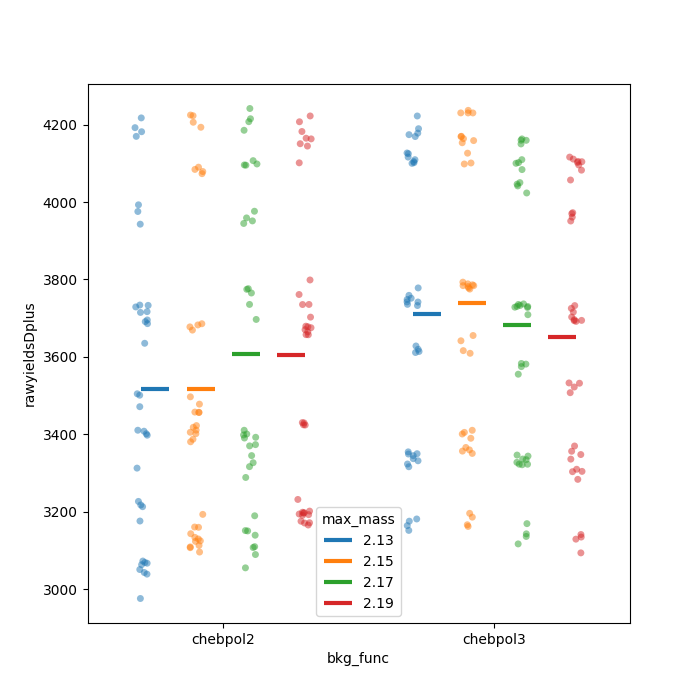 4200
4000
3800
3600
3400
3200
3000
rawyieldsDplus
max_mass
2.13
2.15
2.17
2.19
chebpol2
chebpol3
bkg_func